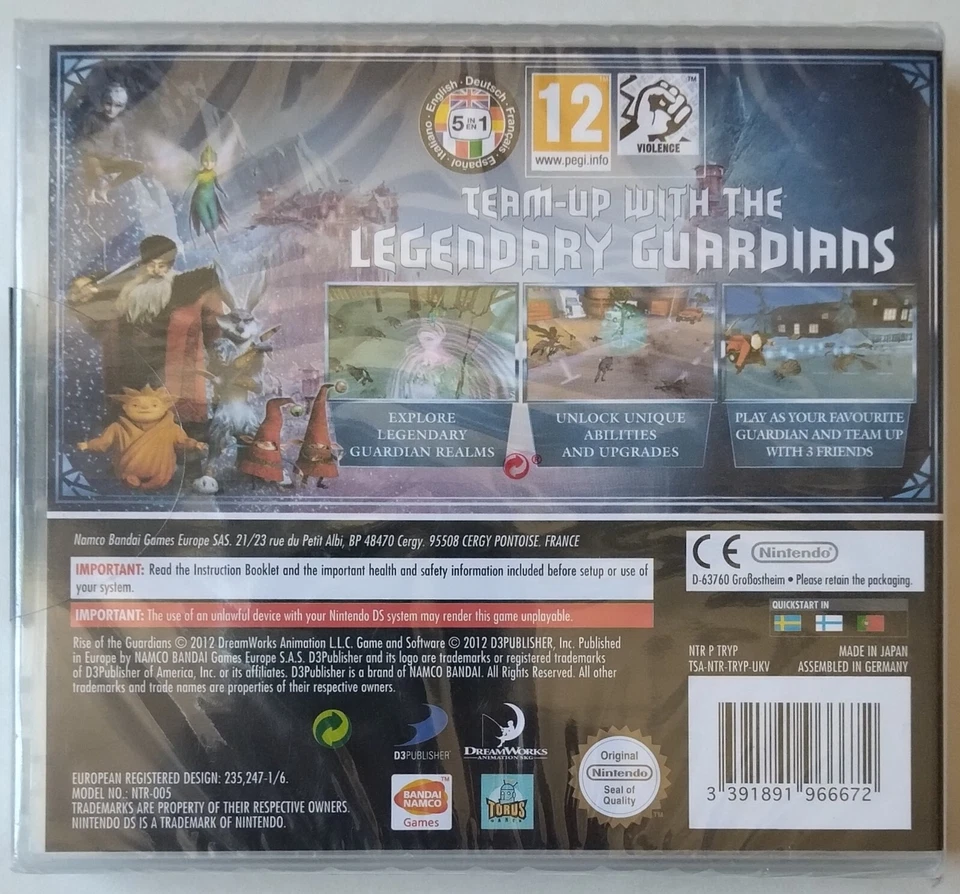 English · Deutsch · Français · Español · Italiano
5 IN EN 1
12
www.pegi.info
VIOLENCE
TEAM-UP WITH THE
LEGENDARY GUARDIANS
EXPLORE
LEGENDARY
GUARDIAN REALMS
UNLOCK UNIQUE
ABILITIES
AND UPGRADES
PLAY AS YOUR FAVOURITE
GUARDIAN AND TEAM UP
WITH 3 FRIENDS
®
Namco Bandai Games Europe SAS. 21/23 rue du Petit Albi, BP 48470 Cergy. 95508 CERGY PONTOISE. FRANCE
IMPORTANT: Read the Instruction Booklet and the important health and safety information included before setup or use of
your system.
IMPORTANT: The use of an unlawful device with your Nintendo DS system may render this game unplayable.
CE Nintendo®
D-63760 Großostheim • Please retain the packaging.
QUICKSTART IN
Rise of the Guardians © 2012 DreamWorks Animation L.L.C. Game and Software © 2012 D3PUBLISHER, Inc. Published
in Europe by NAMCO BANDAI Games Europe S.A.S. D3Publisher and its logo are trademarks or registered trademarks
of D3Publisher of America, Inc. or its affiliates. D3Publisher is a brand of NAMCO BANDAI. All Rights Reserved. All other
trademarks and trade names are properties of their respective owners.
NTR P TRYP
TSA-NTR-TRYP-UKV
MADE IN JAPAN
ASSEMBLED IN GERMANY
D3PUBLISHER™
DREAMWORKS
ANIMATION SKG™
EUROPEAN REGISTERED DESIGN: 235,247-1/6.
MODEL NO.: NTR-005
TRADEMARKS ARE PROPERTY OF THEIR RESPECTIVE OWNERS.
NINTENDO DS IS A TRADEMARK OF NINTENDO.
BANDAI
NAMCO
Games
™
TORUS
GAMES
Original
Nintendo®
Seal of
Quality
™
3 391891 966672